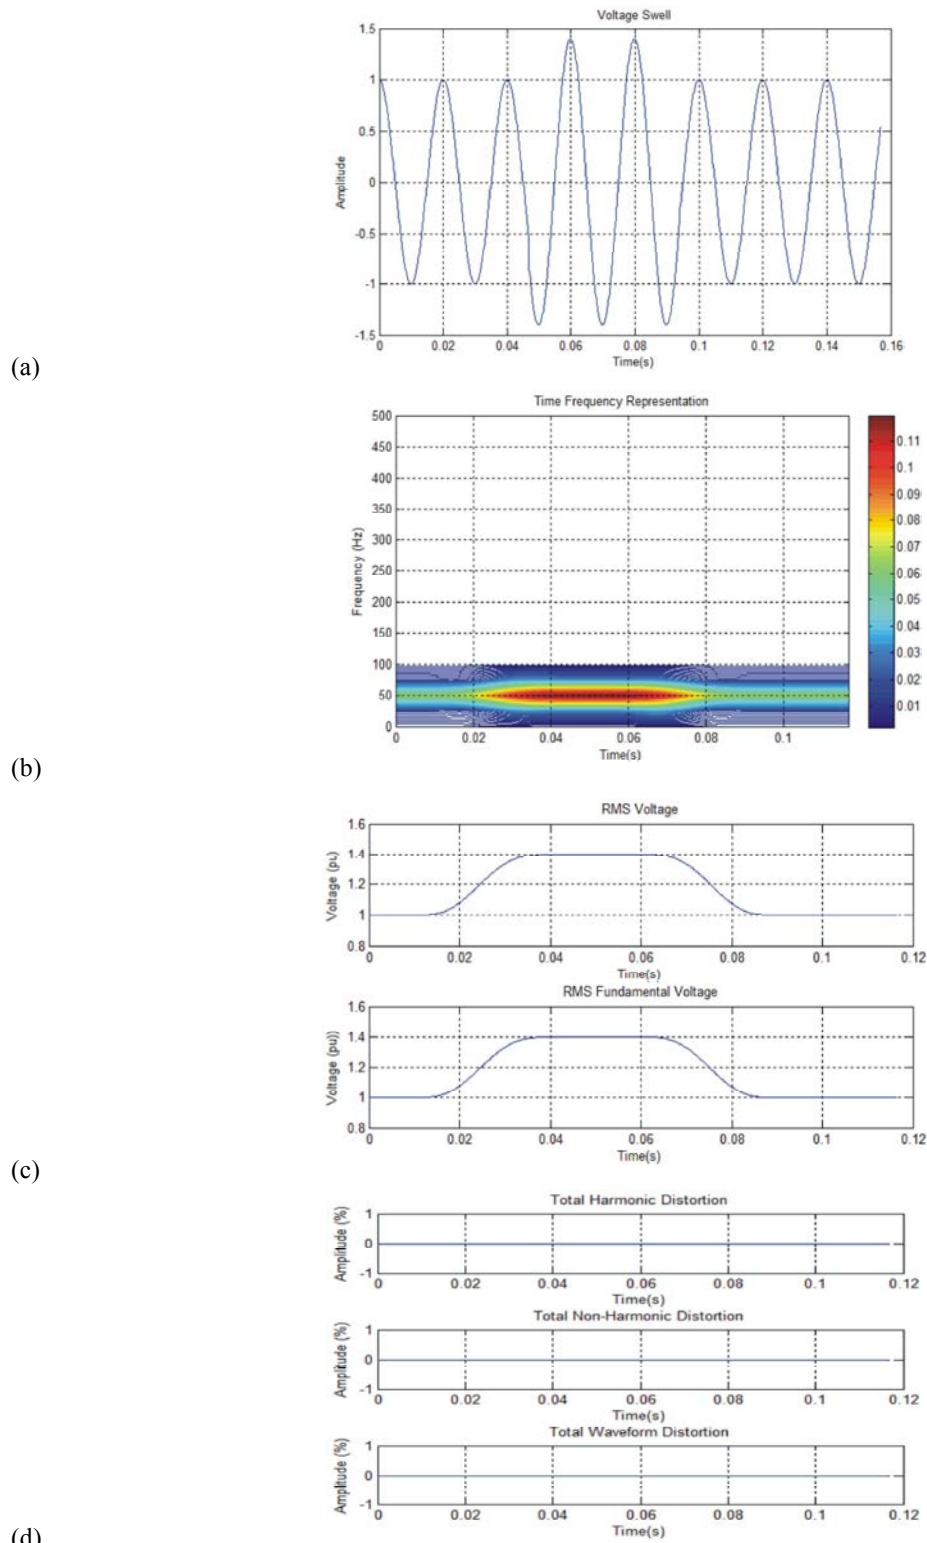 Voltage Swell
1.5
1
0.5
0
-0.5
-1
-1.5
Amplitude
0 0.02 0.04 0.06 0.08 0.1 0.12 0.14 0.16
Time(s)
(a)
Time Frequency Representation
500
450
400
350
300
250
200
150
100
50
0
Frequency (Hz)
0 0.02 0.04 0.06 0.08 0.1
Time(s)
0.11
0.1
0.09
0.08
0.07
0.06
0.05
0.04
0.03
0.02
0.01
(b)
RMS Voltage
1.6
1.4
1.2
1
0.8
Voltage (pu)
0 0.02 0.04 0.06 0.08 0.1 0.12
Time(s)
RMS Fundamental Voltage
1.6
1.4
1.2
1
0.8
Voltage (pu))
0 0.02 0.04 0.06 0.08 0.1 0.12
Time(s)
(c)
Total Harmonic Distortion
1
0
-1
Amplitude (%)
0 0.02 0.04 0.06 0.08 0.1 0.12
Time(s)
Total Non-Harmonic Distortion
1
0
-1
Amplitude (%)
0 0.02 0.04 0.06 0.08 0.1 0.12
Time(s)
Total Waveform Distortion
1
0
-1
Amplitude (%)
0 0.02 0.04 0.06 0.08 0.1 0.12
Time(s)
(d)